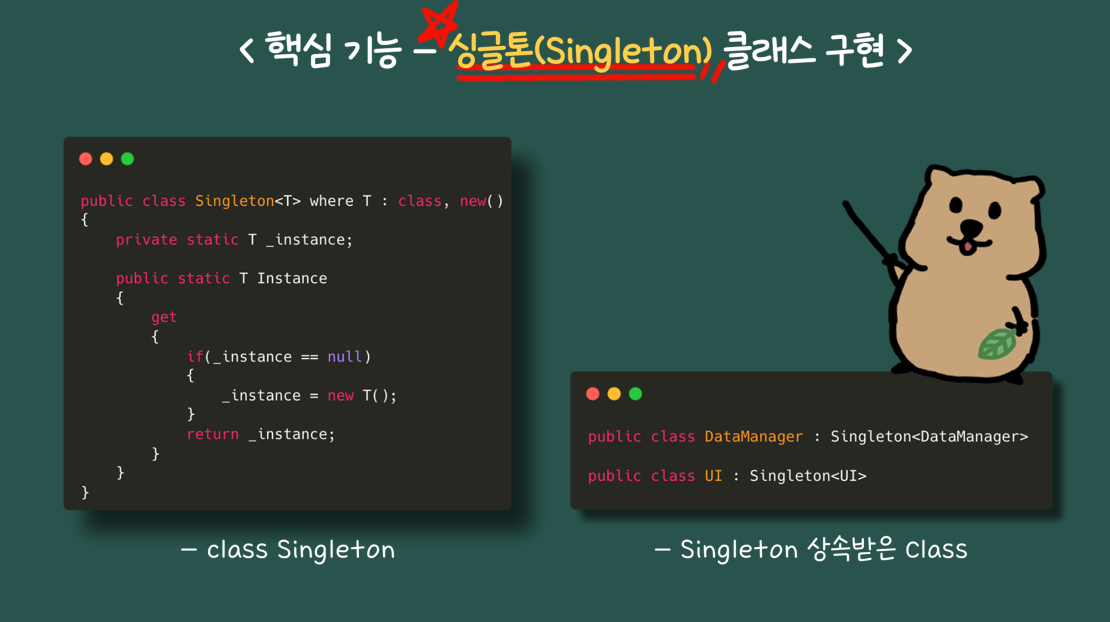 < 핵심 기능 - 싱글톤(Singleton) 클래스 구현 >
public class Singleton<T> where T : class, new()
{
    private static T _instance;
    public static T Instance
    {
        get
        {
            if(_instance == null)
            {
                _instance = new T();
            }
            return _instance;
        }
    }
}
- class Singleton
public class DataManager : Singleton<DataManager>
public class UI : Singleton<UI>
- Singleton 상속받은 Class